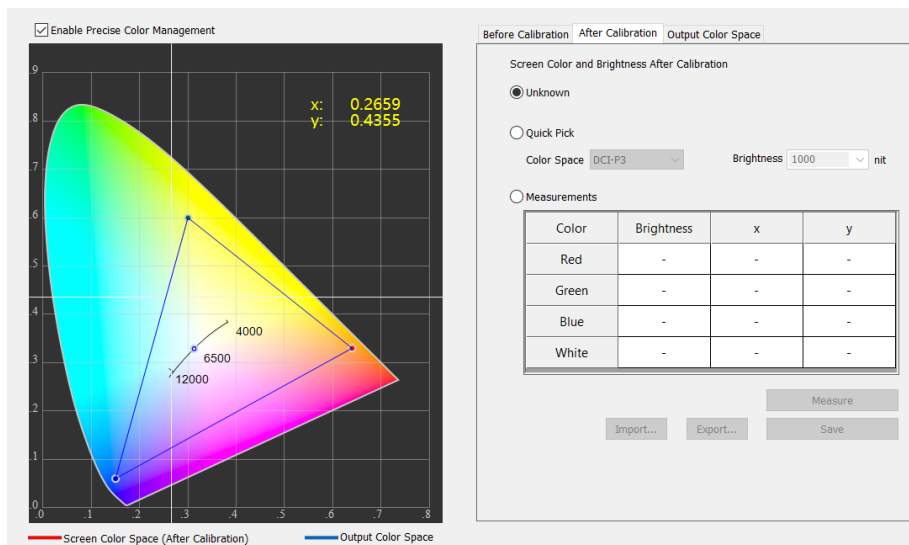 Enable Precise Color Management
x: 0.2659
y: 0.4355
.9
.8
.7
.6
.5
.4
.3
.2
.1
.0
4000
6500
12000
.0 .1 .2 .3 .4 .5 .6 .7 .8
Screen Color Space (After Calibration) Output Color Space
Before Calibration After Calibration Output Color Space
Screen Color and Brightness After Calibration
Unknown
Quick Pick
Color Space DCI-P3 Brightness 1000 nit
Measurements
Color Brightness x y
Red - - -
Green - - -
Blue - - -
White - - -
Measure
Import... Export... Save